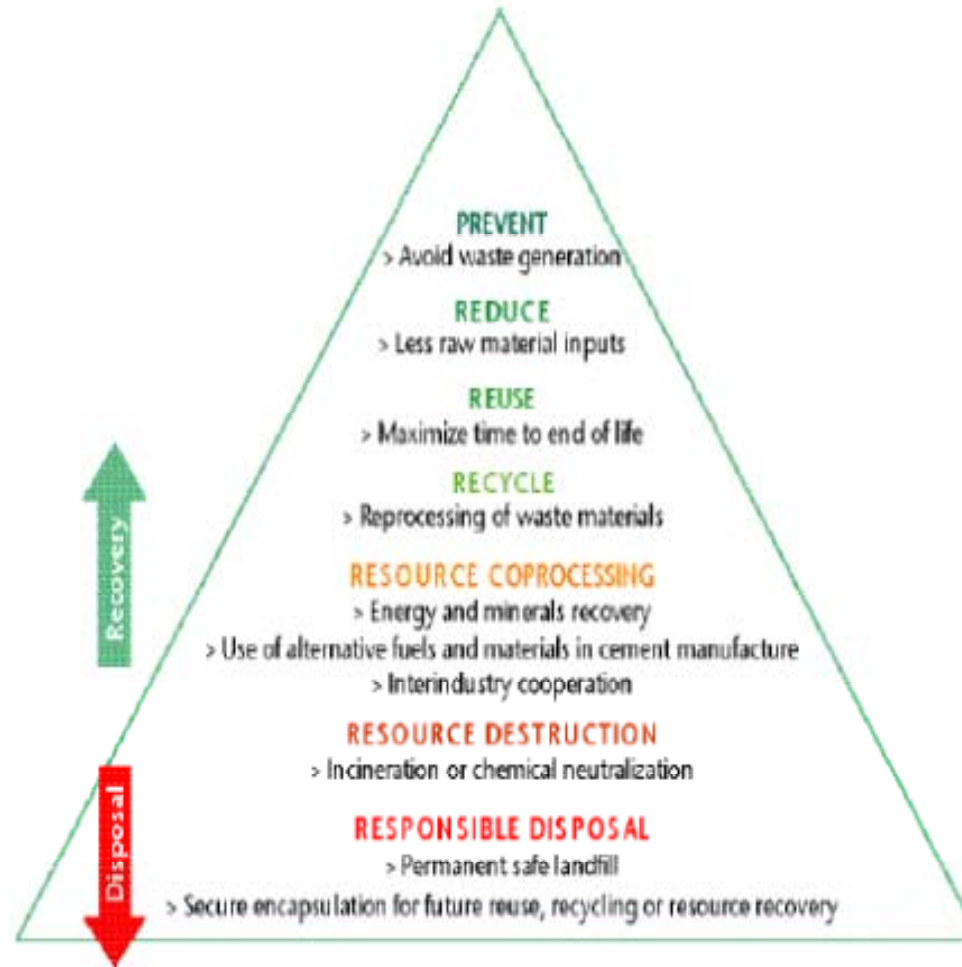 PREVENT
> Avoid waste generation
REDUCE
> Less raw material inputs
REUSE
> Maximize time to end of life
RECYCLE
> Reprocessing of waste materials
RESOURCE COPROCESSING
> Energy and minerals recovery
> Use of alternative fuels and materials in cement manufacture
> Interindustry cooperation
RESOURCE DESTRUCTION
> Incineration or chemical neutralization
RESPONSIBLE DISPOSAL
> Permanent safe landfill
> Secure encapsulation for future reuse, recycling or resource recovery
Recovery
Disposal